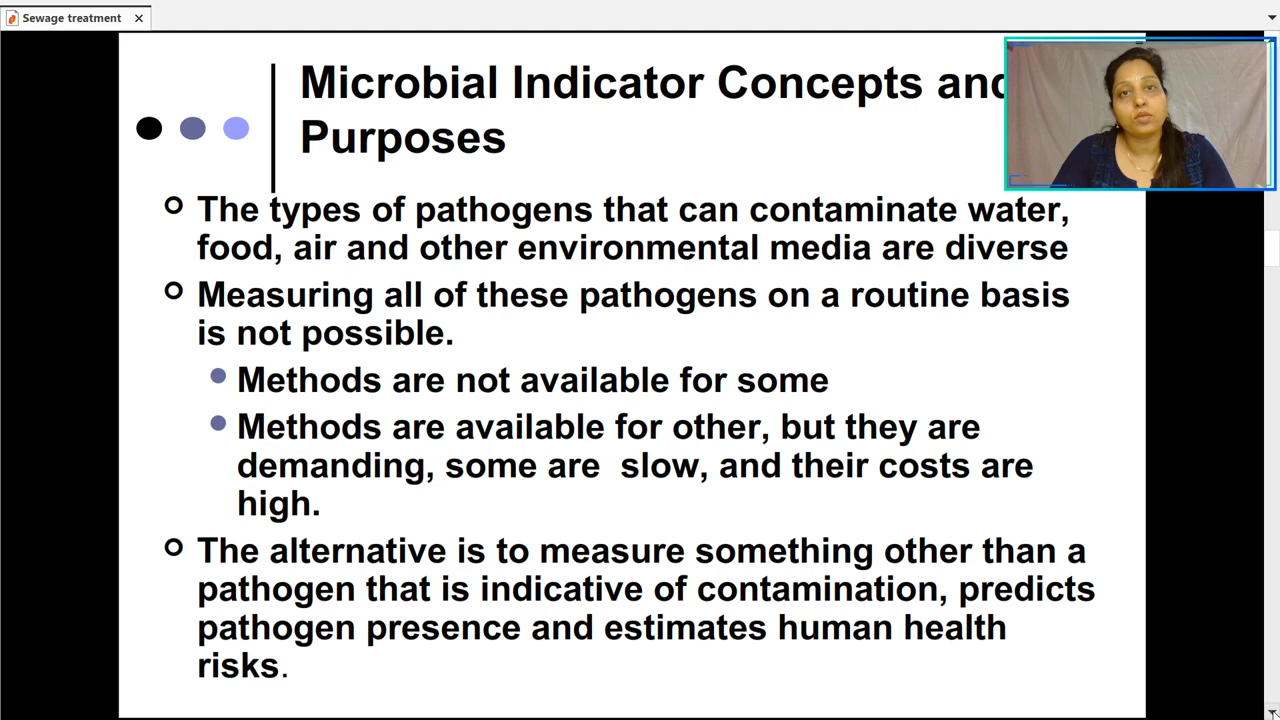 Sewage treatment
Microbial Indicator Concepts and
Purposes
The types of pathogens that can contaminate water,
food, air and other environmental media are diverse
Measuring all of these pathogens on a routine basis
is not possible.
Methods are not available for some
Methods are available for other, but they are
demanding, some are  slow, and their costs are
high.
The alternative is to measure something other than a
pathogen that is indicative of contamination, predicts
pathogen presence and estimates human health
risks.